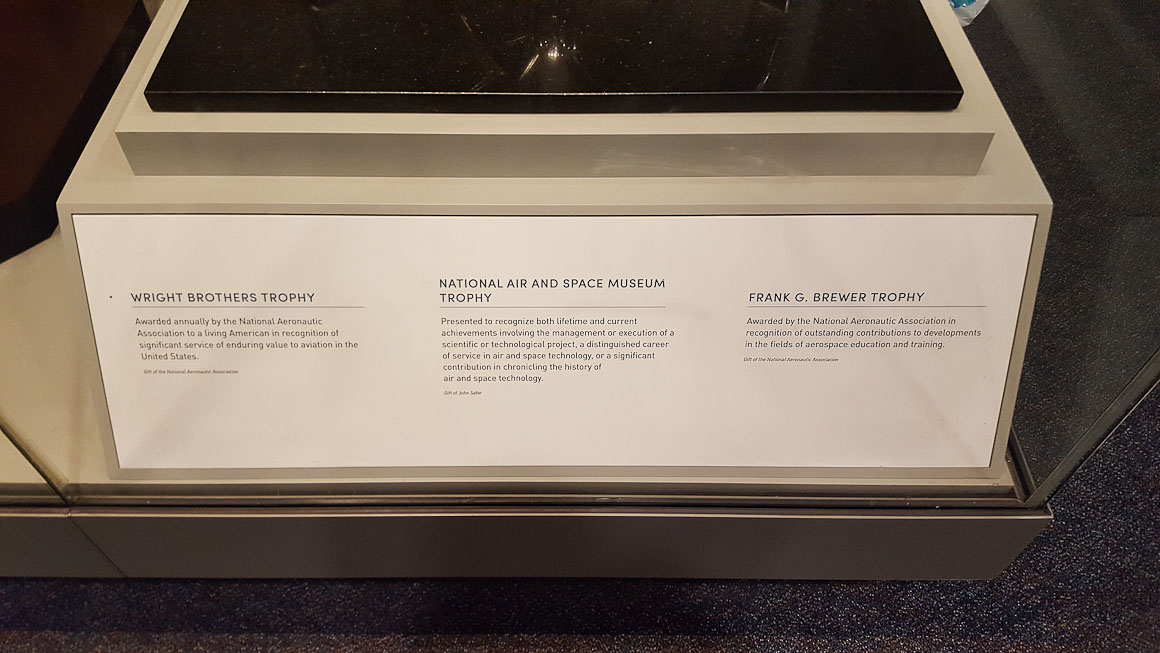 WRIGHT BROTHERS TROPHY
Awarded annually by the National Aeronautic
Association to a living American in recognition of
significant service of enduring value to aviation in the
United States.
Gift of the National Aeronautic Association
NATIONAL AIR AND SPACE MUSEUM
TROPHY
Presented to recognize both lifetime and current
achievements involving the management or execution of a
scientific or technological project, a distinguished career
of service in air and space technology, or a significant
contribution in chronicling the history of
air and space technology.
Gift of John Safer
FRANK G. BREWER TROPHY
Awarded by the National Aeronautic Association in
recognition of outstanding contributions to developments
in the fields of aerospace education and training.
Gift of the National Aeronautic Association